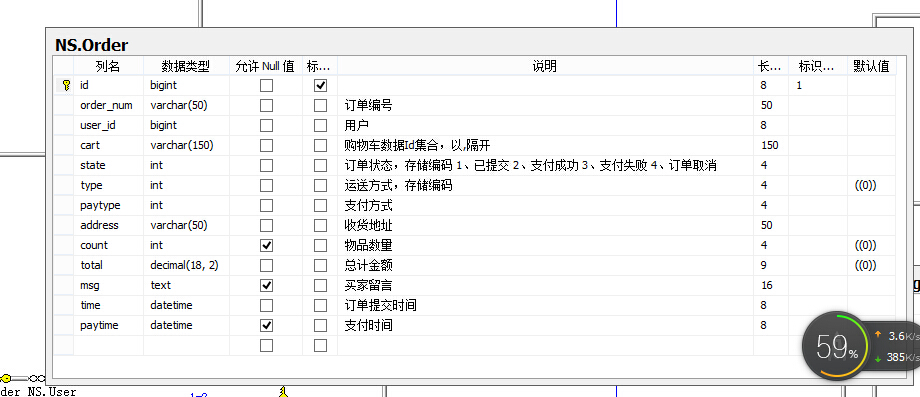 NS.Order
列名 数据类型 允许 Null 值 标... 说明 长... 标识... 默认值
id bigint 8 1
order_num varchar(50) 订单编号 50
user_id bigint 用户 8
cart varchar(150) 购物车数据Id集合，以,隔开 150
state int 订单状态，存储编码 1、已提交 2、支付成功 3、支付失败 4、订单取消 4
type int 运送方式，存储编码 4 ((0))
paytype int 支付方式 4
address varchar(50) 收货地址 50
count int 物品数量 4 ((0))
total decimal(18, 2) 总计金额 9 ((0))
msg text 买家留言 16
time datetime 订单提交时间 8
paytime datetime 支付时间 8
59%
3.6K/s
385K/s
der NS.User